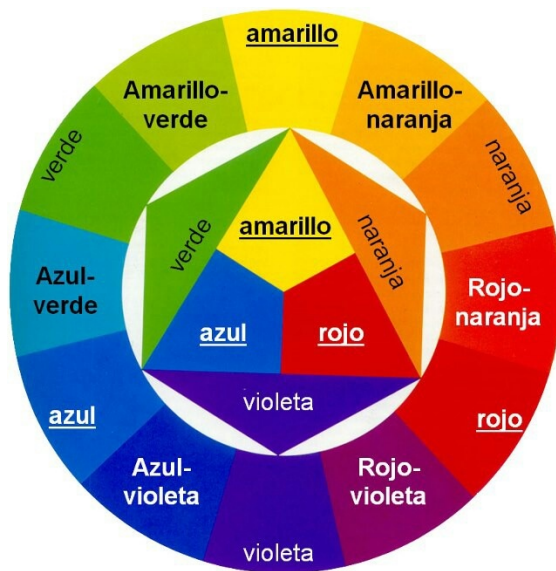 amarillo
Amarillo-
verde
Amarillo-
naranja
verde
naranja
amarillo
verde
naranja
Azul-
verde
Rojo-
naranja
azul
rojo
azul
violeta
rojo
Azul-
violeta
Rojo-
violeta
violeta